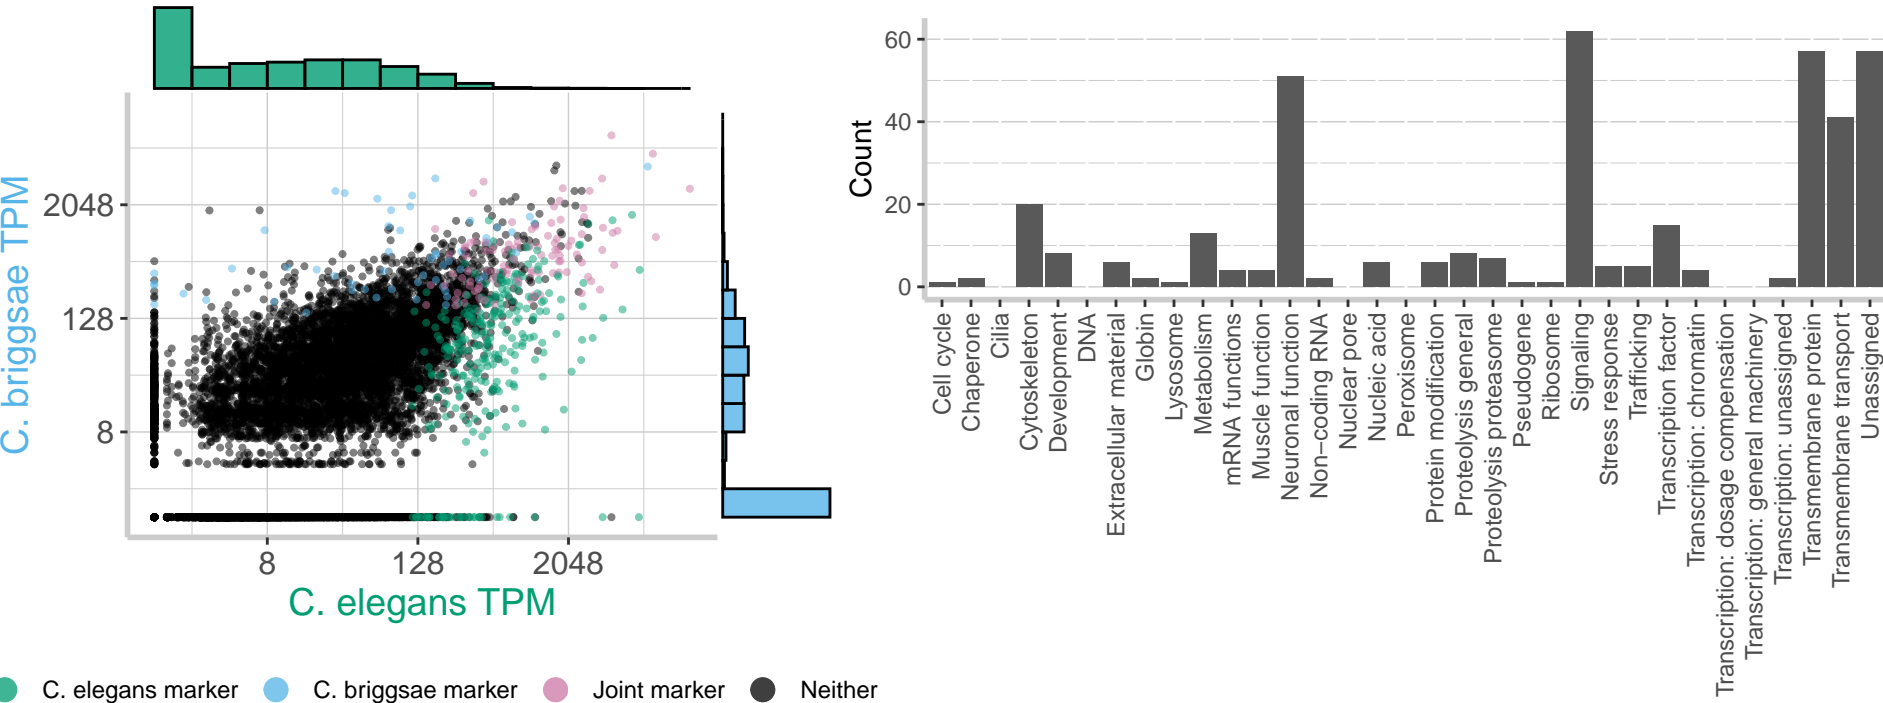 C. briggsae TPM
2048
128
8
8
128
2048
C. elegans TPM
C. elegans marker
C. briggsae marker
Joint marker
Neither
Count
60
40
20
0
Cell cycle
Chaperone
Cilia
Cytoskeleton
Development
DNA
Extracellular material
Globin
Lysosome
Metabolism
mRNA functions
Muscle function
Neuronal function
Non−coding RNA
Nuclear pore
Nucleic acid
Peroxisome
Protein modification
Proteolysis general
Proteolysis proteasome
Pseudogene
Ribosome
Signaling
Stress response
Trafficking
Transcription factor
Transcription: chromatin
Transcription: dosage compensation
Transcription: general machinery
Transcription: unassigned
Transmembrane protein
Transmembrane transport
Unassigned